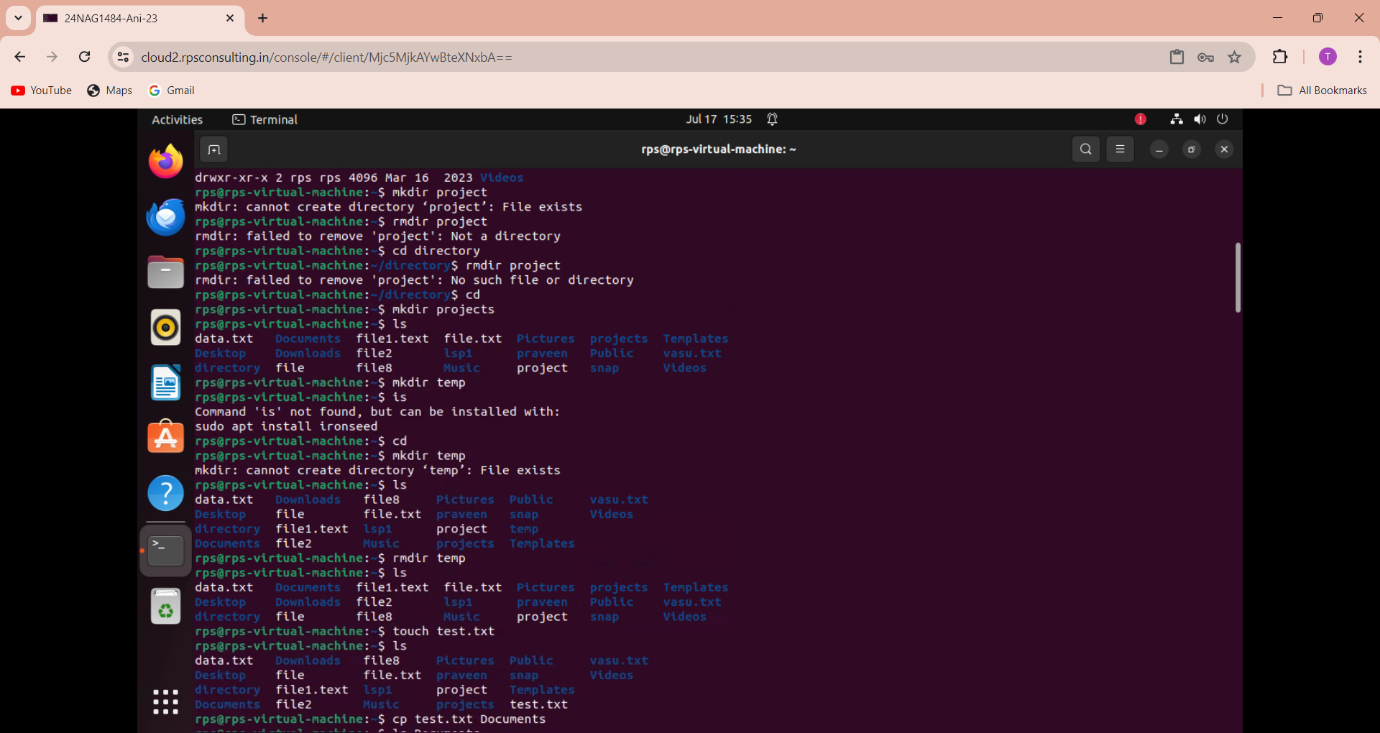 24NAG1484-Ani-23
cloud2.rpsconsulting.in/console/#/client/Mjc5MjkAYwBteXNxbA==
T
YouTube Maps Gmail All Bookmarks
Activities Terminal Jul 17 15:35
rps@rps-virtual-machine: ~
drwxr-xr-x 2 rps rps 4096 Mar 16  2023 Videos
rps@rps-virtual-machine:~$ mkdir project
mkdir: cannot create directory ‘project’: File exists
rps@rps-virtual-machine:~$ rmdir project
rmdir: failed to remove 'project': Not a directory
rps@rps-virtual-machine:~$ cd directory
rps@rps-virtual-machine:~/directory$ rmdir project
rmdir: failed to remove 'project': No such file or directory
rps@rps-virtual-machine:~/directory$ cd
rps@rps-virtual-machine:~$ mkdir projects
rps@rps-virtual-machine:~$ ls
data.txt   Documents  file1.text  file.txt  Pictures  projects  Templates
Desktop    Downloads  file2       lsp1      praveen   Public    vasu.txt
directory  file       file8       Music     project   snap      Videos
rps@rps-virtual-machine:~$ mkdir temp
rps@rps-virtual-machine:~$ is
Command 'is' not found, but can be installed with:
sudo apt install ironseed
rps@rps-virtual-machine:~$ cd
rps@rps-virtual-machine:~$ mkdir temp
mkdir: cannot create directory ‘temp’: File exists
rps@rps-virtual-machine:~$ ls
data.txt   Downloads   file8     Pictures  Public     vasu.txt
Desktop    file        file.txt  praveen   snap       Videos
directory  file1.text  lsp1      project   temp
Documents  file2       Music     projects  Templates
rps@rps-virtual-machine:~$ rmdir temp
rps@rps-virtual-machine:~$ ls
data.txt   Documents  file1.text  file.txt  Pictures  projects  Templates
Desktop    Downloads  file2       lsp1      praveen   Public    vasu.txt
directory  file       file8       Music     project   snap      Videos
rps@rps-virtual-machine:~$ touch test.txt
rps@rps-virtual-machine:~$ ls
data.txt   Downloads   file8     Pictures  Public     vasu.txt
Desktop    file        file.txt  praveen   snap       Videos
directory  file1.text  lsp1      project   Templates
Documents  file2       Music     projects  test.txt
rps@rps-virtual-machine:~$ cp test.txt Documents